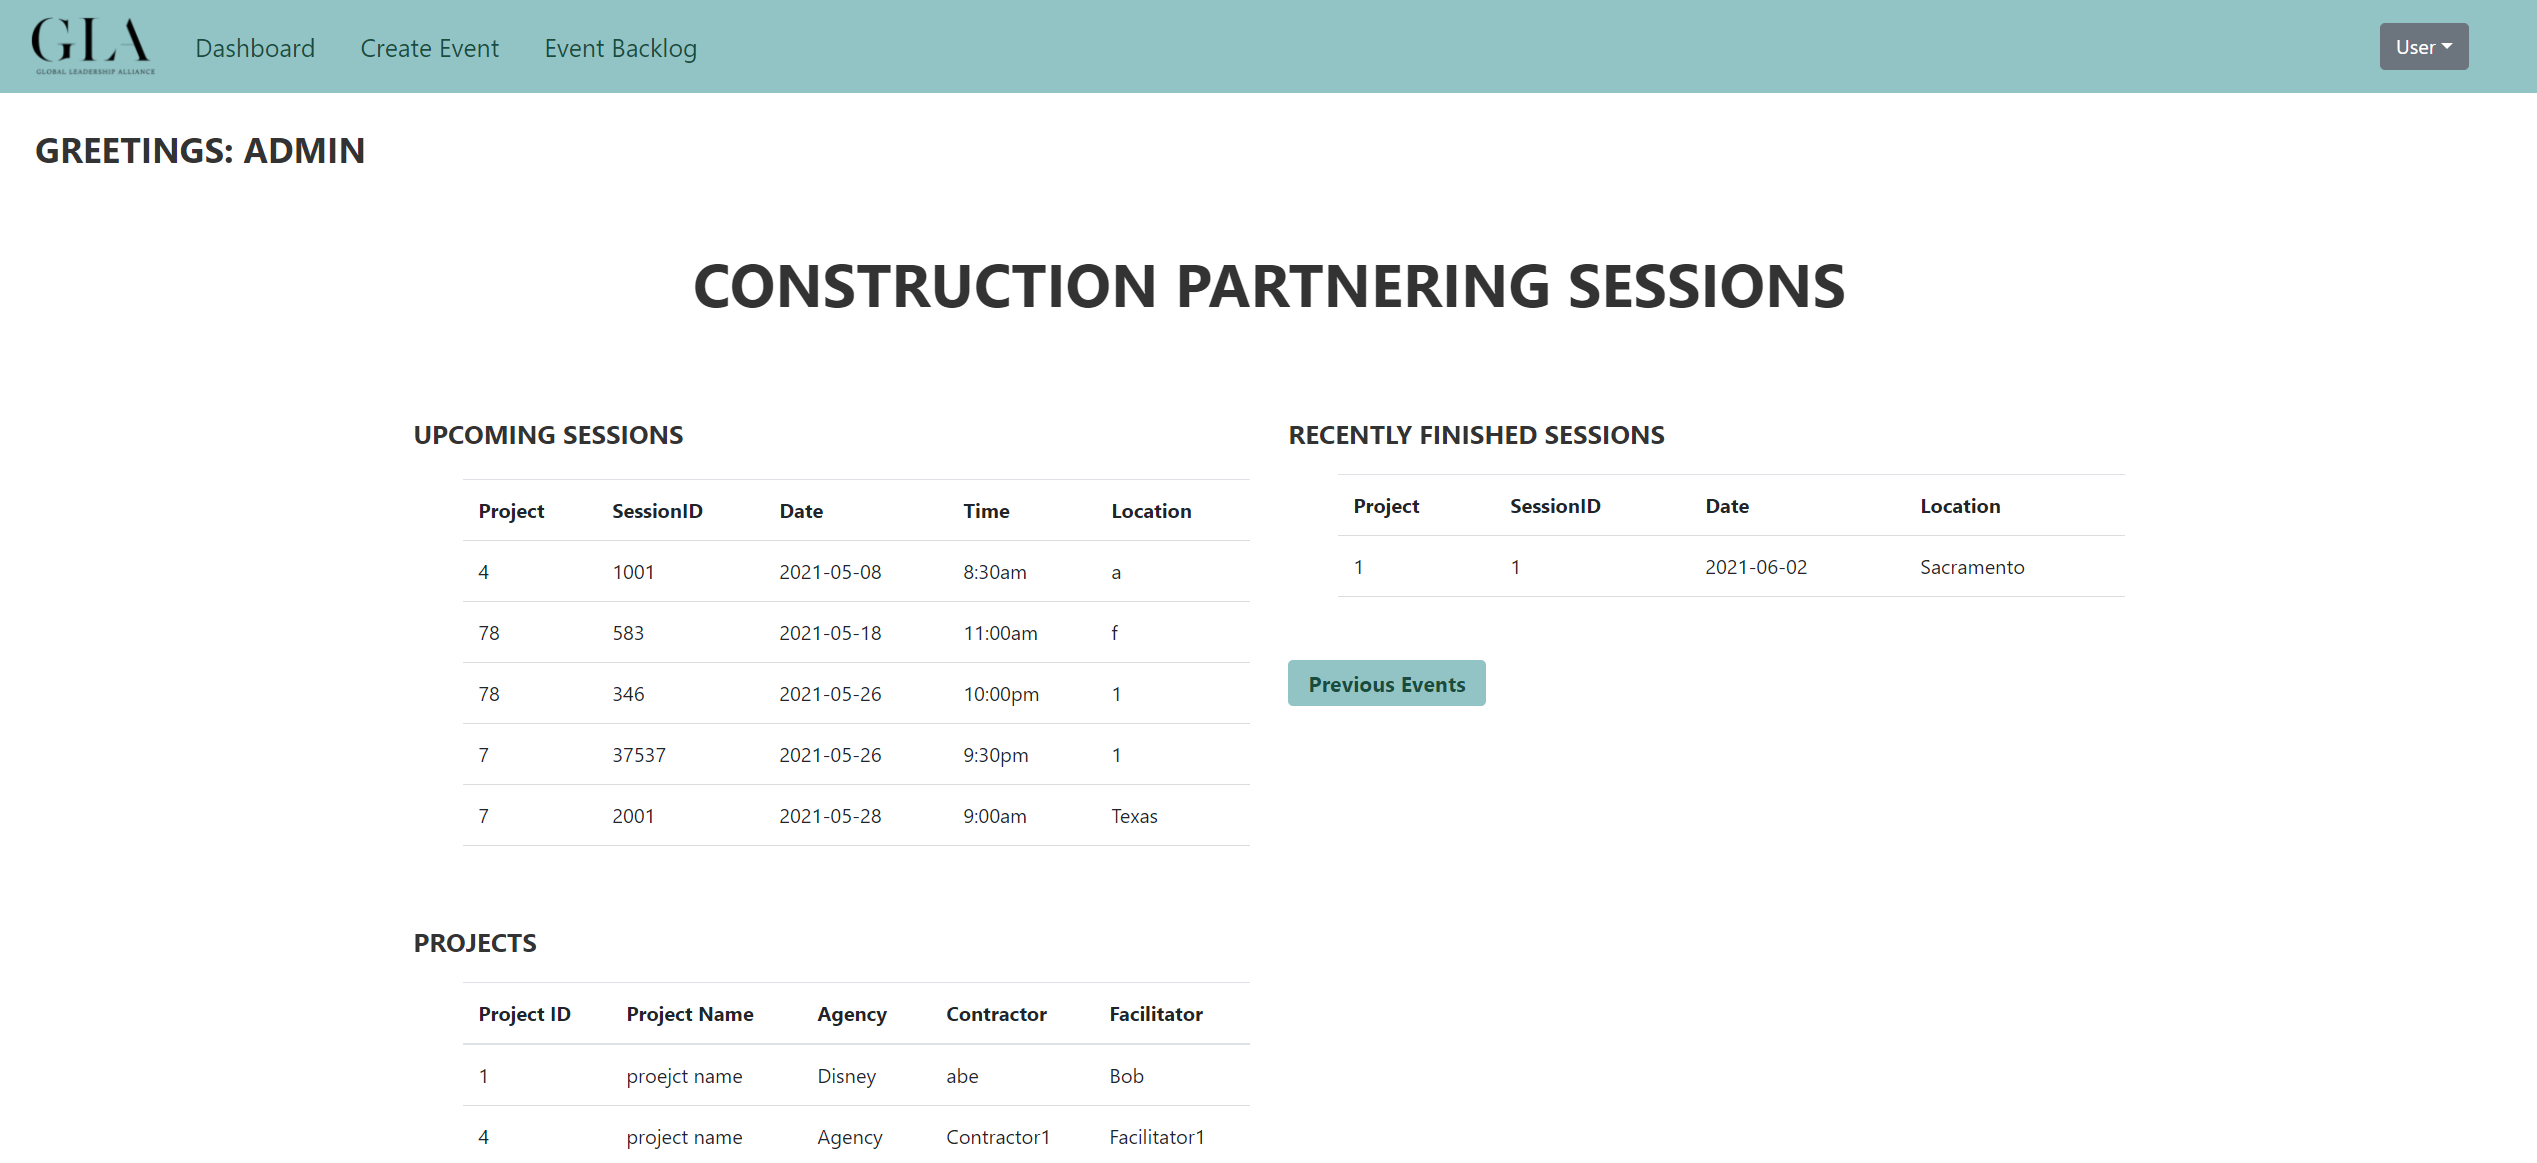 GLA
GLOBAL LEADERSHIP ALLIANCE
Dashboard Create Event Event Backlog User
GREETINGS: ADMIN
CONSTRUCTION PARTNERING SESSIONS
UPCOMING SESSIONS
Project SessionID Date Time Location
4 1001 2021-05-08 8:30am a
78 583 2021-05-18 11:00am f
78 346 2021-05-26 10:00pm 1
7 37537 2021-05-26 9:30pm 1
7 2001 2021-05-28 9:00am Texas
RECENTLY FINISHED SESSIONS
Project SessionID Date Location
1 1 2021-06-02 Sacramento
Previous Events
PROJECTS
Project ID Project Name Agency Contractor Facilitator
1 proejct name Disney abe Bob
4 project name Agency Contractor1 Facilitator1